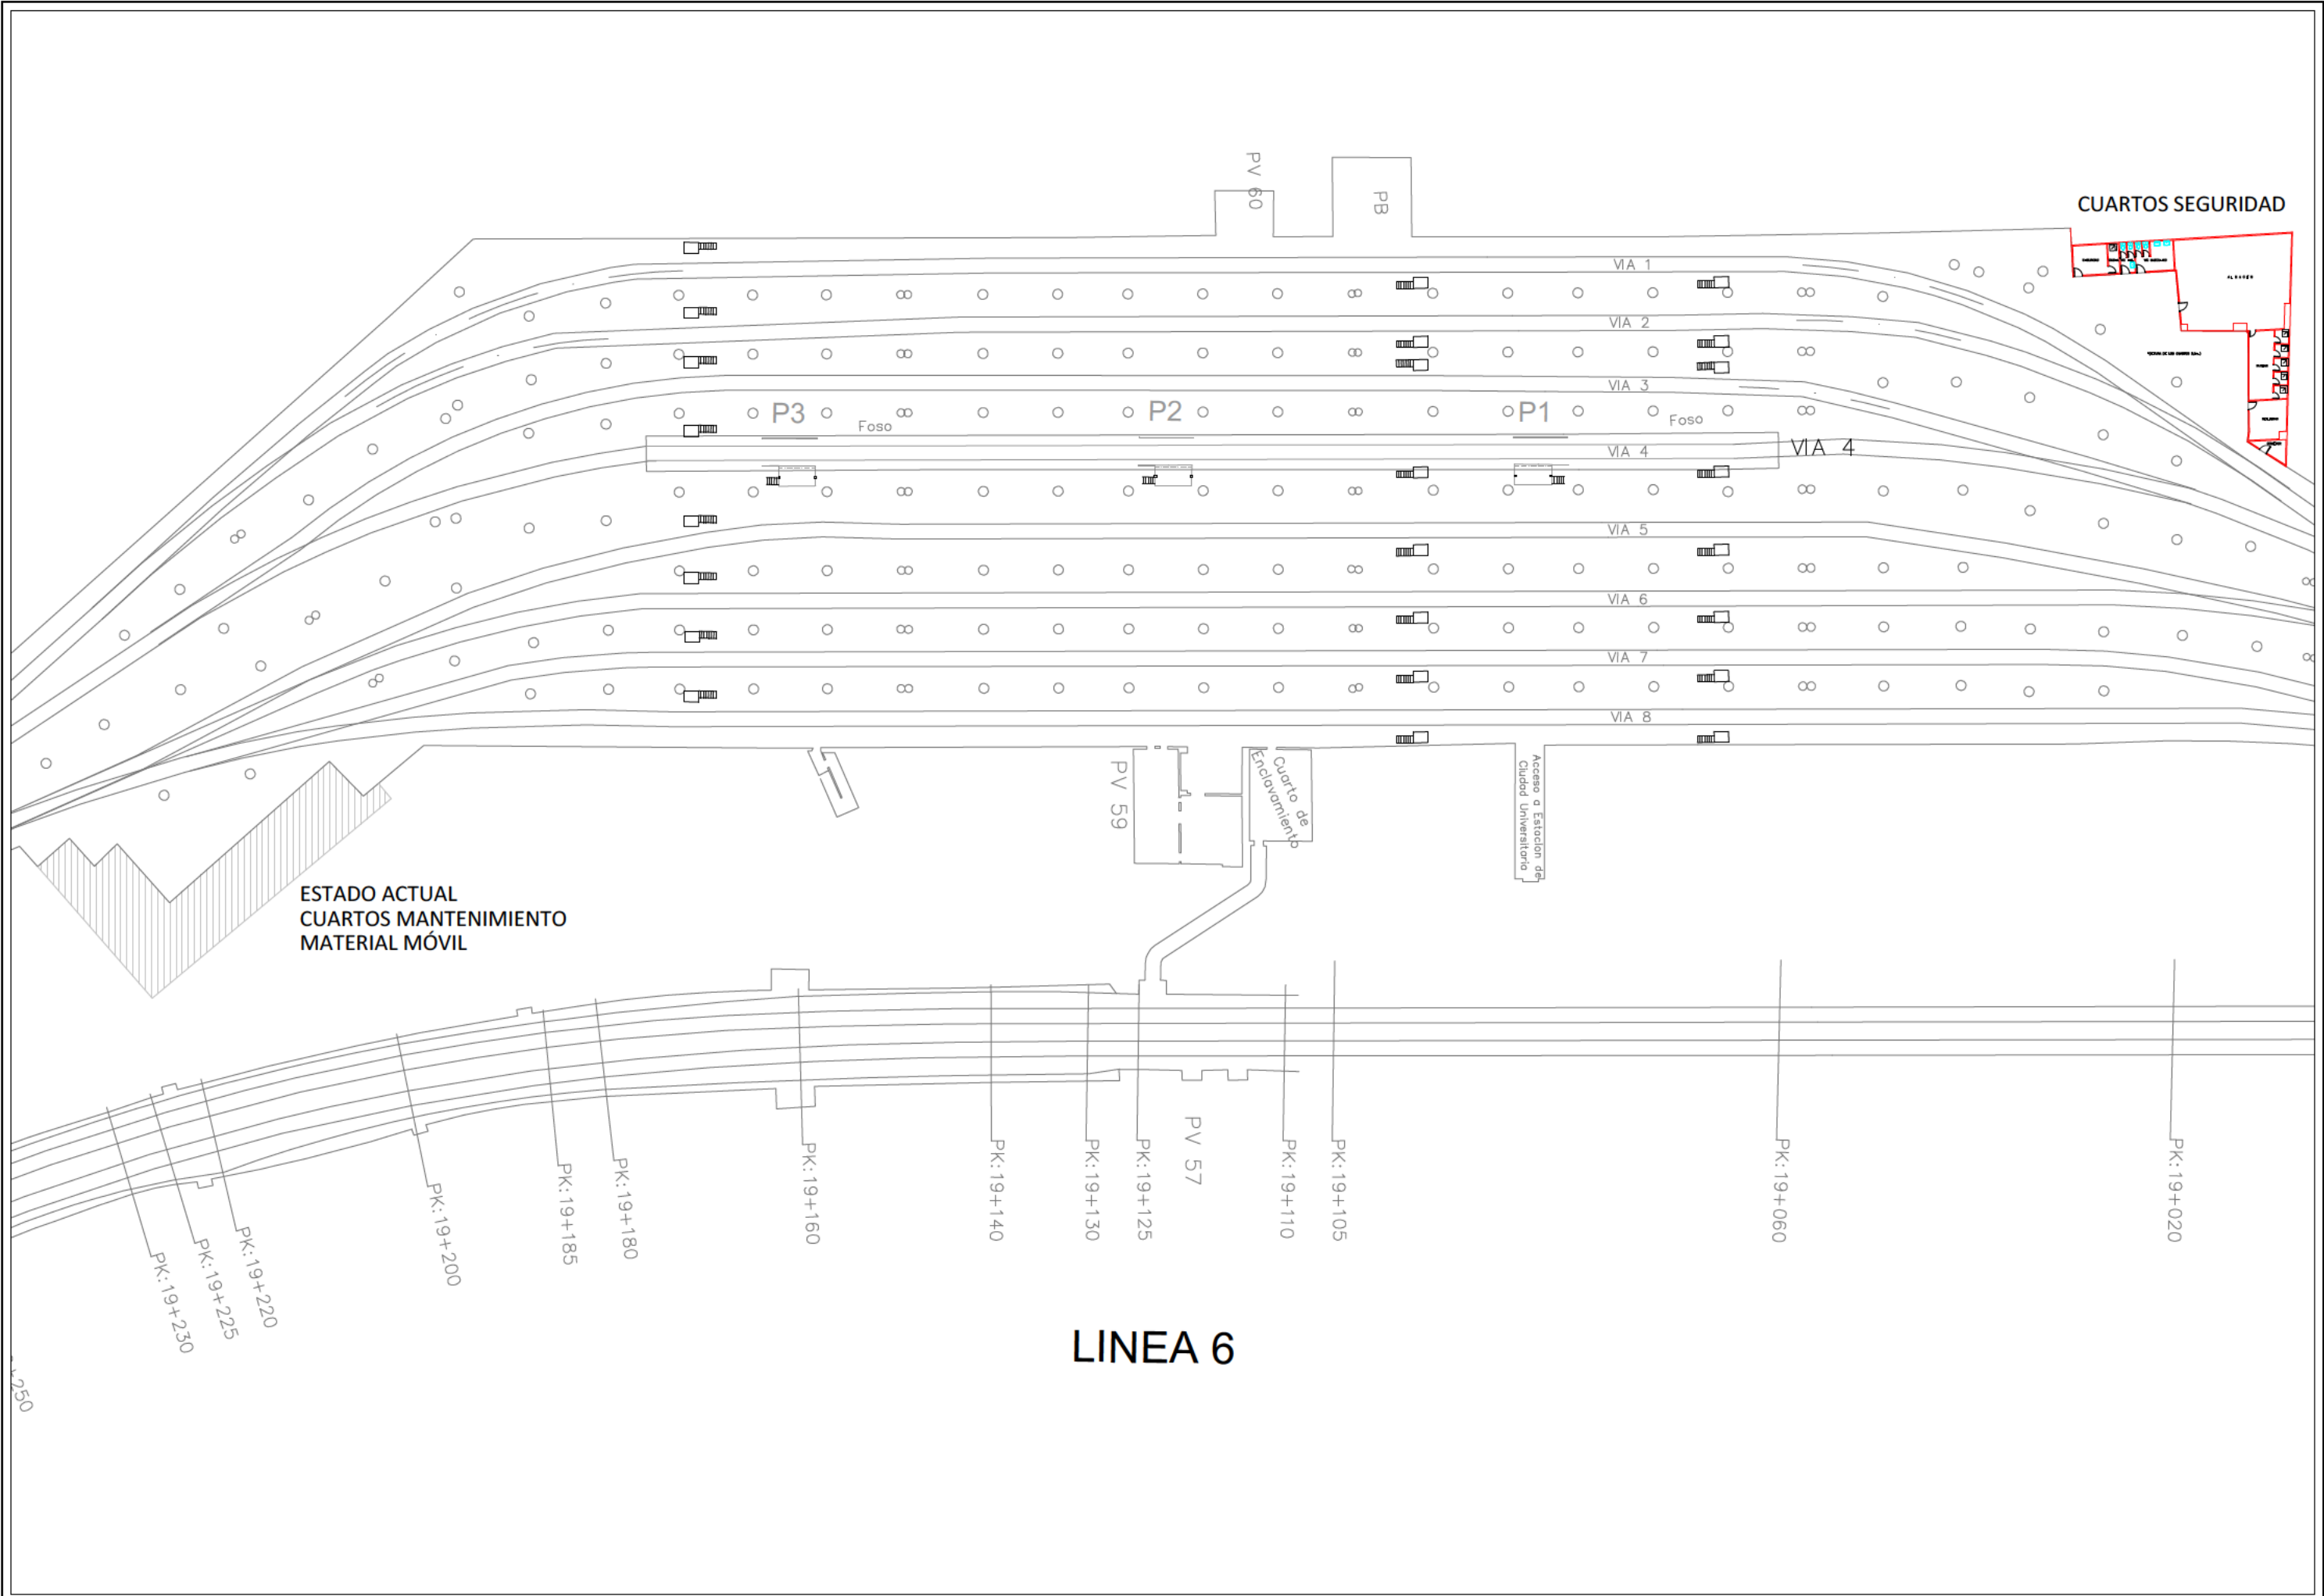 PV 60
PB
CUARTOS SEGURIDAD
VIA 1
VIA 2
VIA 3
P3
P2
P1
Foso
Foso
VIA 4
VIA 4
VIA 5
VIA 6
VIA 7
VIA 8
PV 59
Cuarto de
Enclavamiento
Acceso a Estacion de
Ciudad Universitaria
ESTADO ACTUAL
CUARTOS MANTENIMIENTO
MATERIAL MÓVIL
PV 57
PK:19+230
PK:19+225
PK:19+220
PK:19+200
PK:19+185
PK:19+180
PK:19+160
PK:19+140
PK:19+130
PK:19+125
PK:19+110
PK:19+105
PK:19+060
PK:19+020
LINEA 6